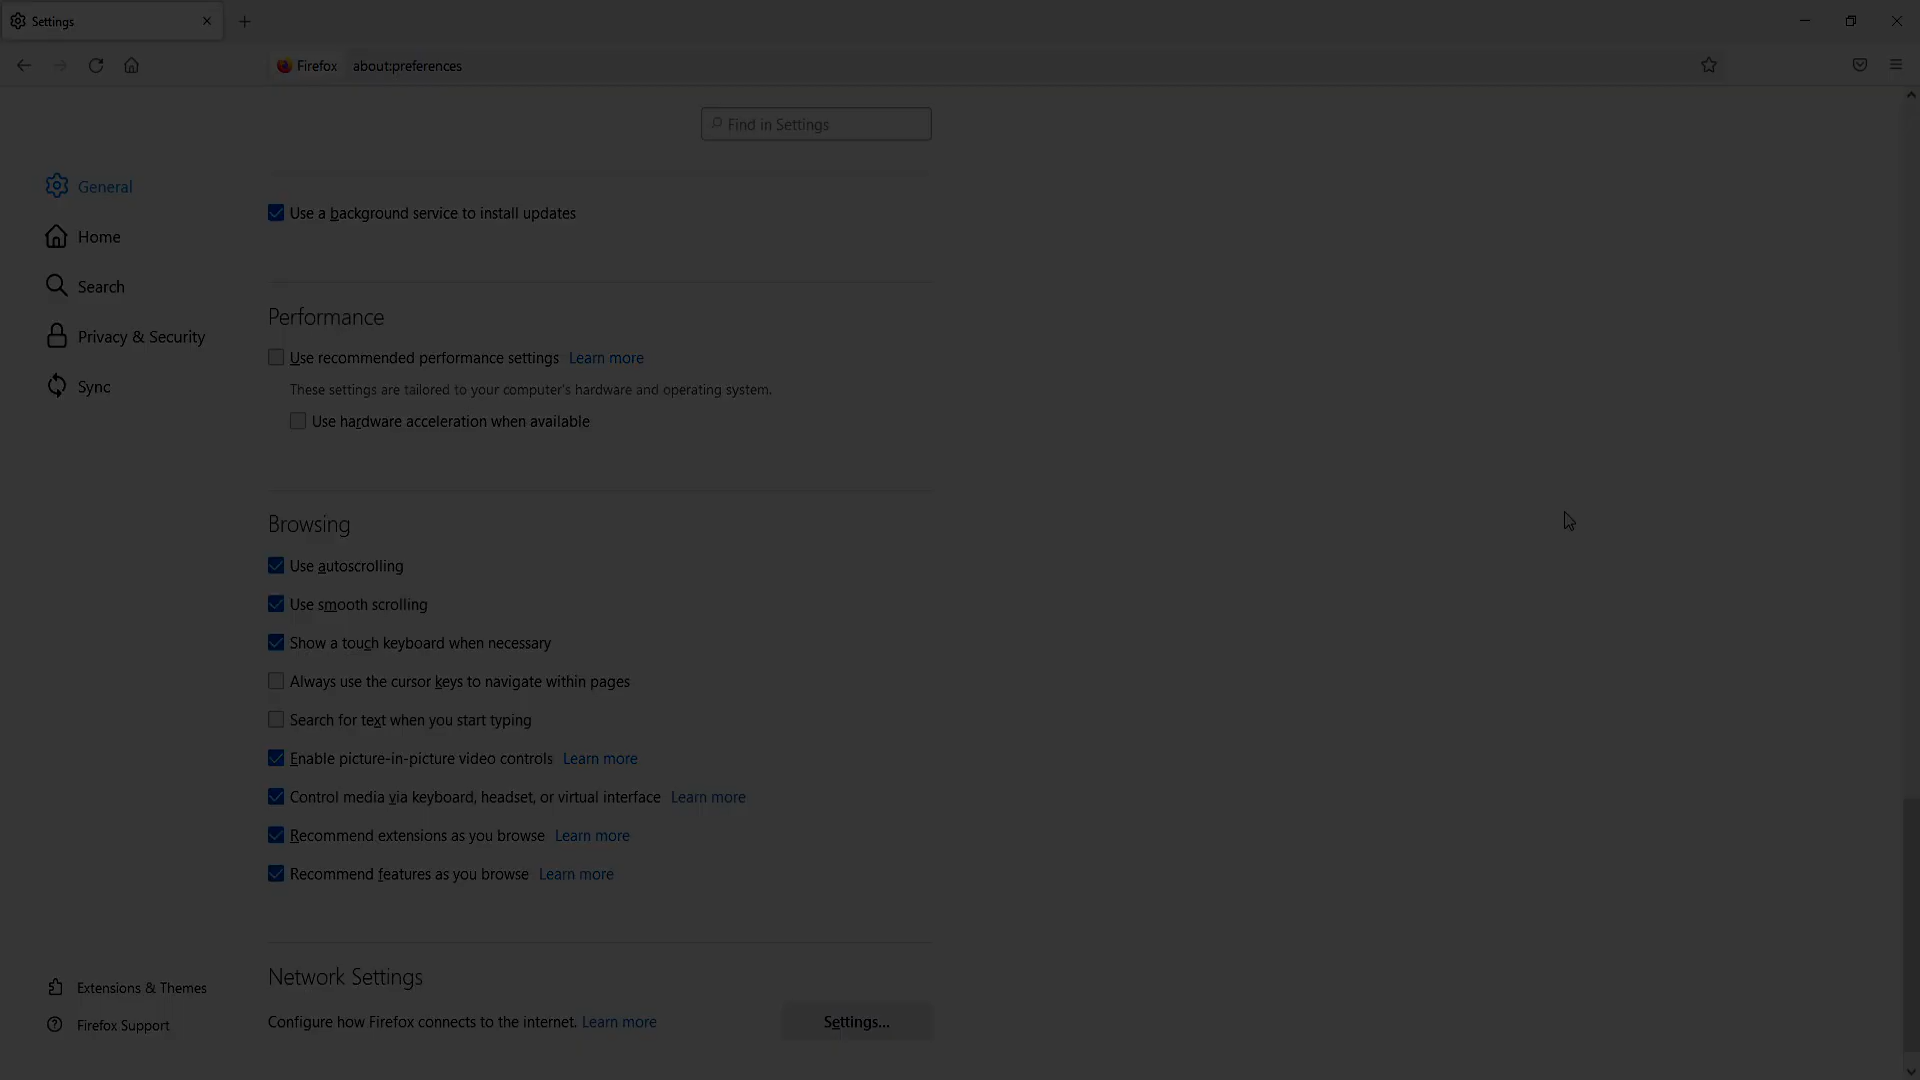 Settings
Firefox about:preferences
Find in Settings
General
Home
Search
Privacy & Security
Sync
Use a background service to install updates
Performance
Use recommended performance settings Learn more
These settings are tailored to your computer's hardware and operating system.
Use hardware acceleration when available
Browsing
Use autoscrolling
Use smooth scrolling
Show a touch keyboard when necessary
Always use the cursor keys to navigate within pages
Search for text when you start typing
Enable picture-in-picture video controls Learn more
Control media via keyboard, headset, or virtual interface Learn more
Recommend extensions as you browse Learn more
Recommend features as you browse Learn more
Network Settings
Configure how Firefox connects to the internet. Learn more Settings...
Extensions & Themes
Firefox Support